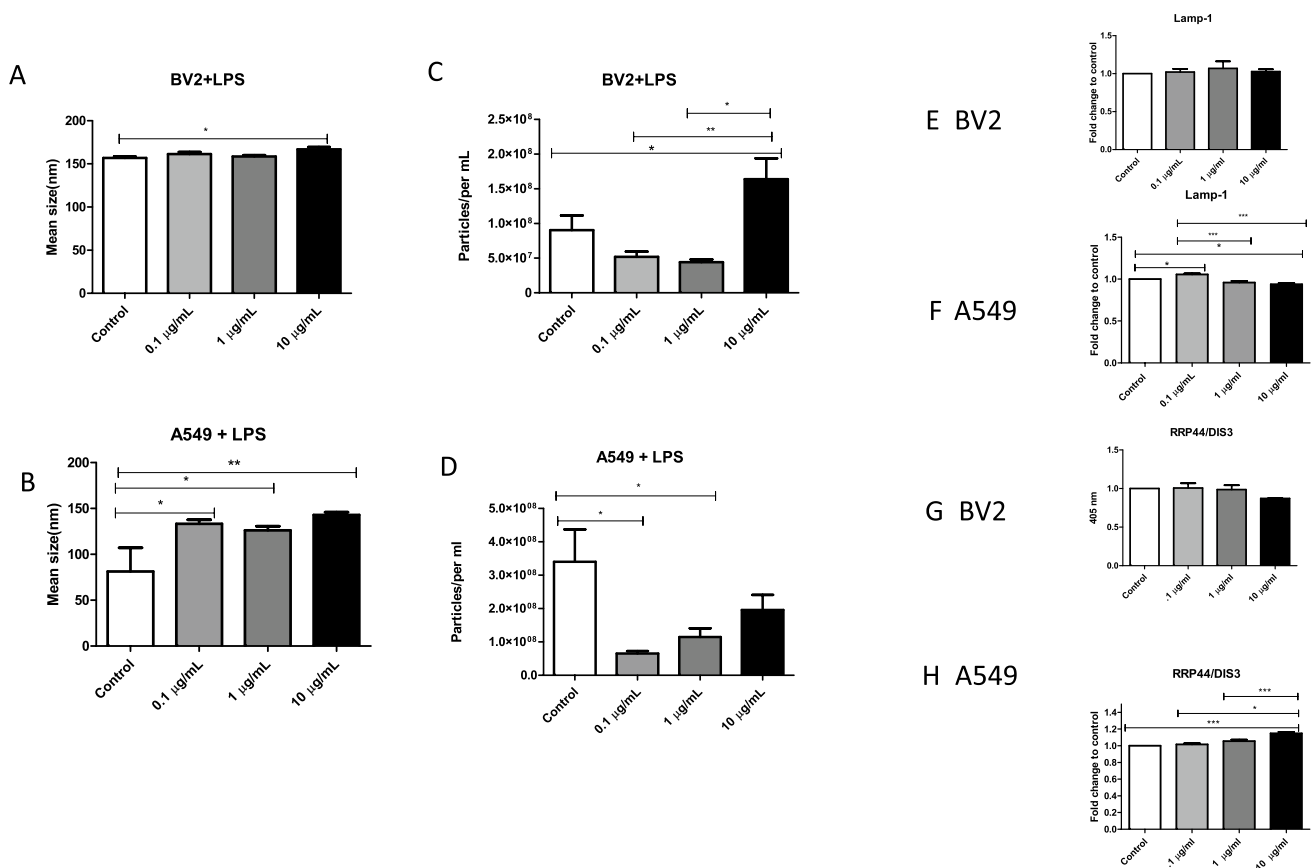 A
BV2+LPS
*
Mean size(nm)
200
150
100
50
0
Control
0.1 µg/mL
1 µg/mL
10 µg/mL
B
A549 + LPS
**
*
*
Mean size(nm)
200
150
100
50
0
Control
0.1 µg/mL
1 µg/mL
10 µg/mL
C
BV2+LPS
*
**
*
Particles/per mL
2.5×10⁸
2.0×10⁸
1.5×10⁸
1.0×10⁸
5.0×10⁷
0.0
Control
0.1 µg/mL
1 µg/mL
10 µg/mL
D
A549 + LPS
*
*
Particles/per ml
5.0×10⁰⁸
4.0×10⁰⁸
3.0×10⁰⁸
2.0×10⁰⁸
1.0×10⁰⁸
0.0
Control
0.1 µg/mL
1 µg/mL
10 µg/mL
E BV2
Lamp-1
Fold change to control
1.5
1.0
0.5
0.0
Control
0.1 µg/mL
1 µg/ml
10 µg/ml
F A549
Lamp-1
***
***
*
*
Fold change to control
1.5
1.0
0.5
0.0
Control
0.1 µg/mL
1 µg/ml
10 µg/ml
G BV2
RRP44/DIS3
405 nm
1.5
1.0
0.5
0.0
Control
.1 µg/ml
1 µg/ml
10 µg/ml
H A549
RRP44/DIS3
***
*
***
Fold change to control
1.4
1.2
1.0
0.8
0.6
0.4
0.2
0.0
Control
0.1 µg/ml
1 µg/ml
10 µg/ml